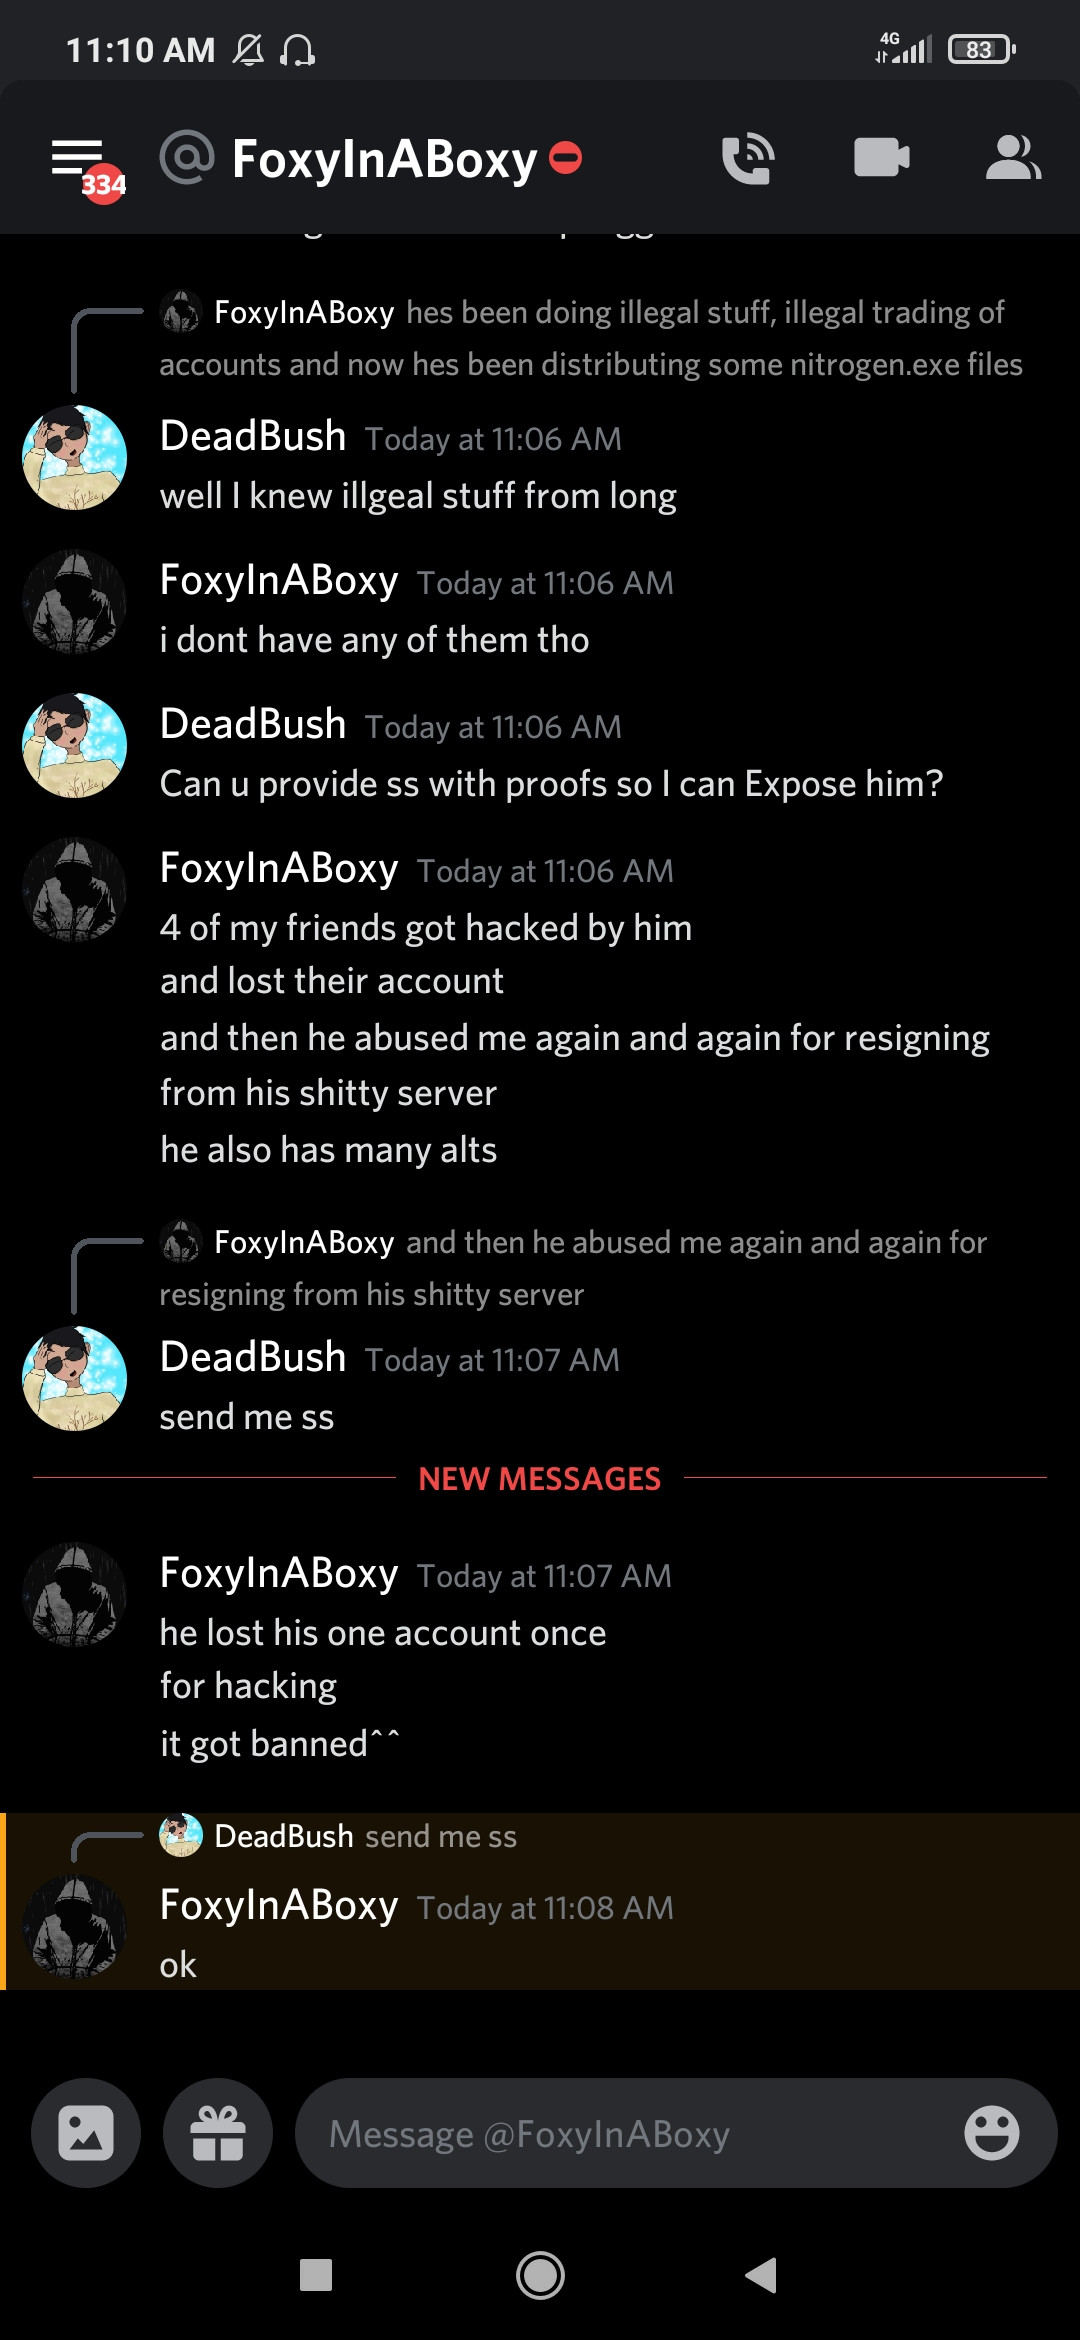 11:10 AM
4G
83
334
FoxyInABoxy
FoxyInABoxy hes been doing illegal stuff, illegal trading of
accounts and now hes been distributing some nitrogen.exe files
DeadBush Today at 11:06 AM
well I knew illgeal stuff from long
FoxyInABoxy Today at 11:06 AM
i dont have any of them tho
DeadBush Today at 11:06 AM
Can u provide ss with proofs so I can Expose him?
FoxyInABoxy Today at 11:06 AM
4 of my friends got hacked by him
and lost their account
and then he abused me again and again for resigning
from his shitty server
he also has many alts
FoxyInABoxy and then he abused me again and again for
resigning from his shitty server
DeadBush Today at 11:07 AM
send me ss
NEW MESSAGES
FoxyInABoxy Today at 11:07 AM
he lost his one account once
for hacking
it got banned^^
DeadBush send me ss
FoxyInABoxy Today at 11:08 AM
ok
Message @FoxyInABoxy